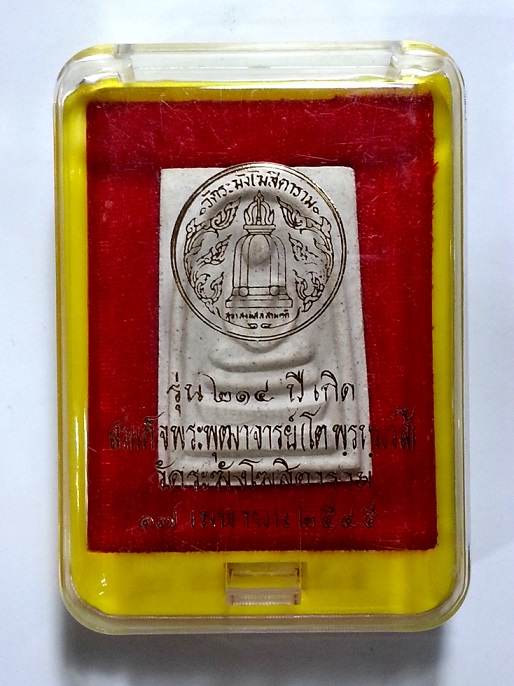 วัดระฆังโฆสิตาราม
รุ่น ๒๑๔ ปี เกิด
สมเด็จพระพุฒาจารย์ (โต พฺรหฺมรํสี)
วัดระฆังโฆสิตาราม
๑๗ เมษายน ๒๕๔๕